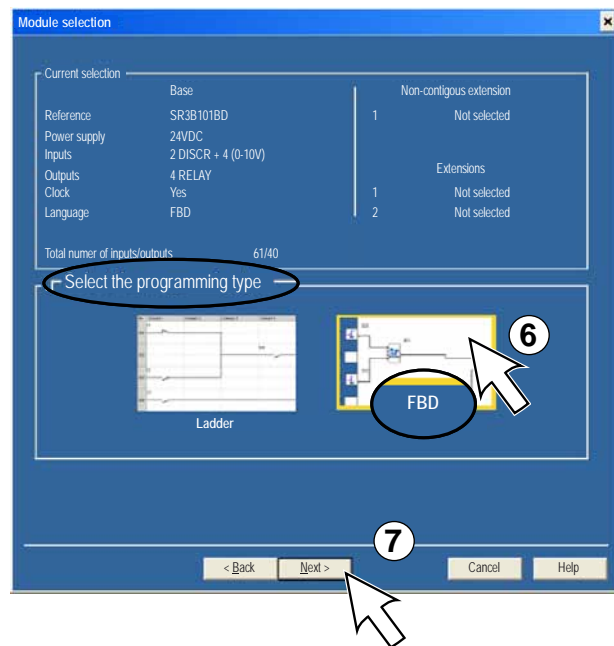 Module selection
Current selection
Base
Non-contigous extension
Reference SR3B101BD 1 Not selected
Power supply 24VDC
Inputs 2 DISCR + 4 (0-10V)
Extensions
Outputs 4 RELAY
Clock Yes 1 Not selected
Language FBD 2 Not selected
Total numer of inputs/outputs 61/40
Select the programming type
6
FBD
Ladder
7
< Back Next > Cancel Help